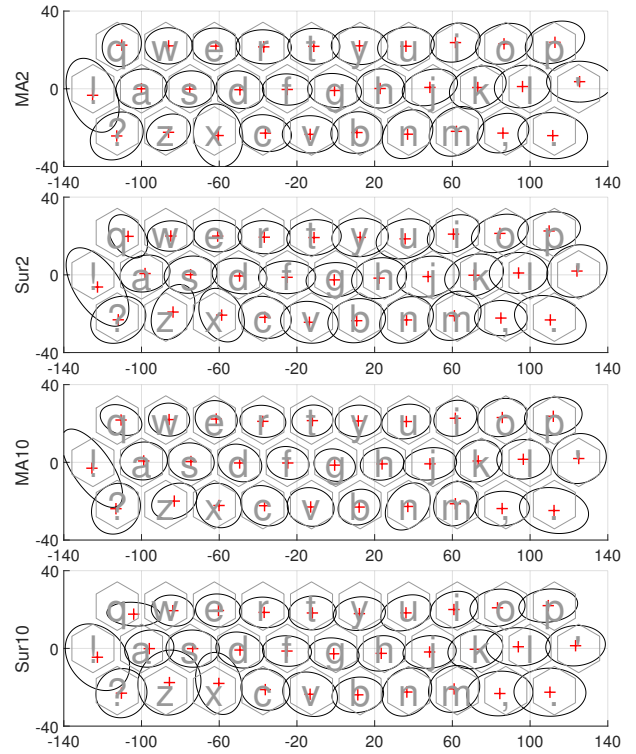 40
q w e r t y u i o p
MA2
0
! a s d f g h j k l '
? z x c v b n m , .
-40
-140 -100 -60 -20 20 60 100 140
40
q w e r t y u i o p
Sur2
0
! a s d f g h j k l '
? z x c v b n m , .
-40
-140 -100 -60 -20 20 60 100 140
40
q w e r t y u i o p
MA10
0
! a s d f g h j k l '
? z x c v b n m , .
-40
-140 -100 -60 -20 20 60 100 140
40
q w e r t y u i o p
Sur10
0
! a s d f g h j k l '
? z x c v b n m , .
-40
-140 -100 -60 -20 20 60 100 140